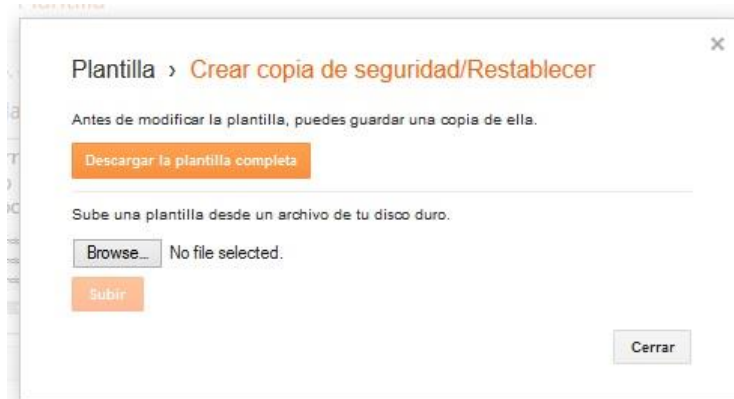 Plantilla
×
Plantilla › Crear copia de seguridad/Restablecer
Antes de modificar la plantilla, puedes guardar una copia de ella.
Descargar la plantilla completa
Sube una plantilla desde un archivo de tu disco duro.
Browse... No file selected.
Subir
Cerrar